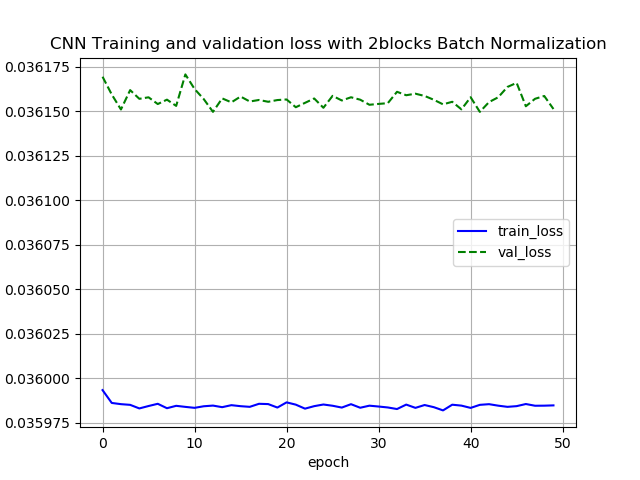 CNN Training and validation loss with 2blocks Batch Normalization
0.036175
0.036150
0.036125
0.036100
0.036075
0.036050
0.036025
0.036000
0.035975
train_loss
val_loss
0 10 20 30 40 50
epoch